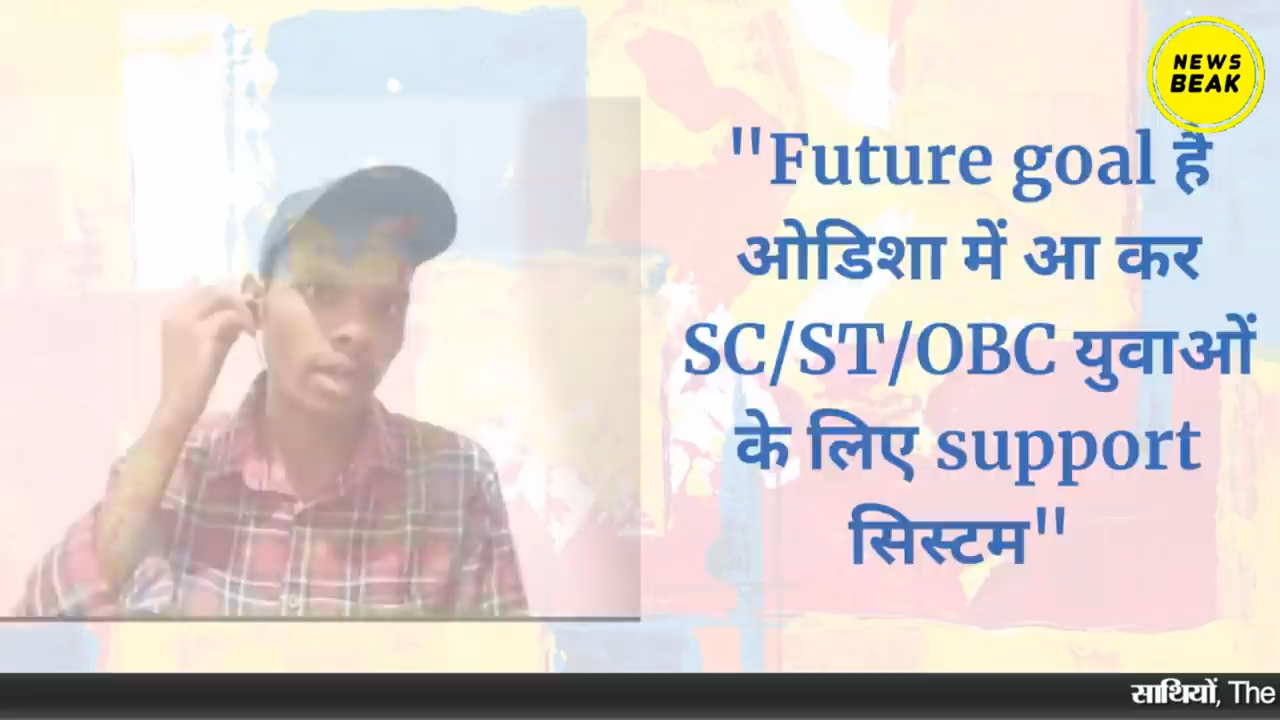 NEWS
BEAK
"Future goal है
ओडिशा में आ कर
SC/ST/OBC युवाओं
के लिए support
सिस्टम"
साथियों, The